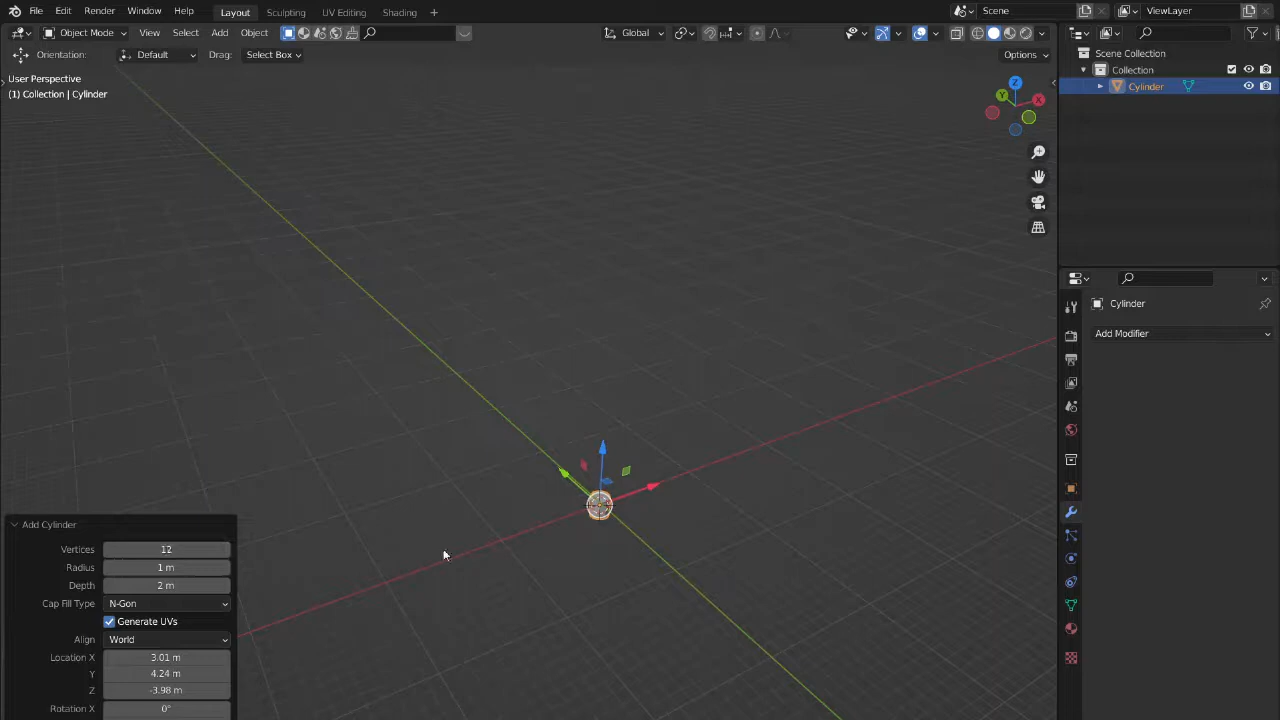 File Edit Render Window Help Layout Sculpting UV Editing Shading + Scene ViewLayer
Object Mode View Select Add Object Global
Orientation: Default Drag: Select Box Options
User Perspective
(1) Collection | Cylinder
Z
Y
X
Scene Collection
Collection
Cylinder
Cylinder
Add Modifier
Add Cylinder
Vertices 12
Radius 1 m
Depth 2 m
Cap Fill Type N-Gon
Generate UVs
Align World
Location X 3.01 m
Y 4.24 m
Z -3.98 m
Rotation X 0°